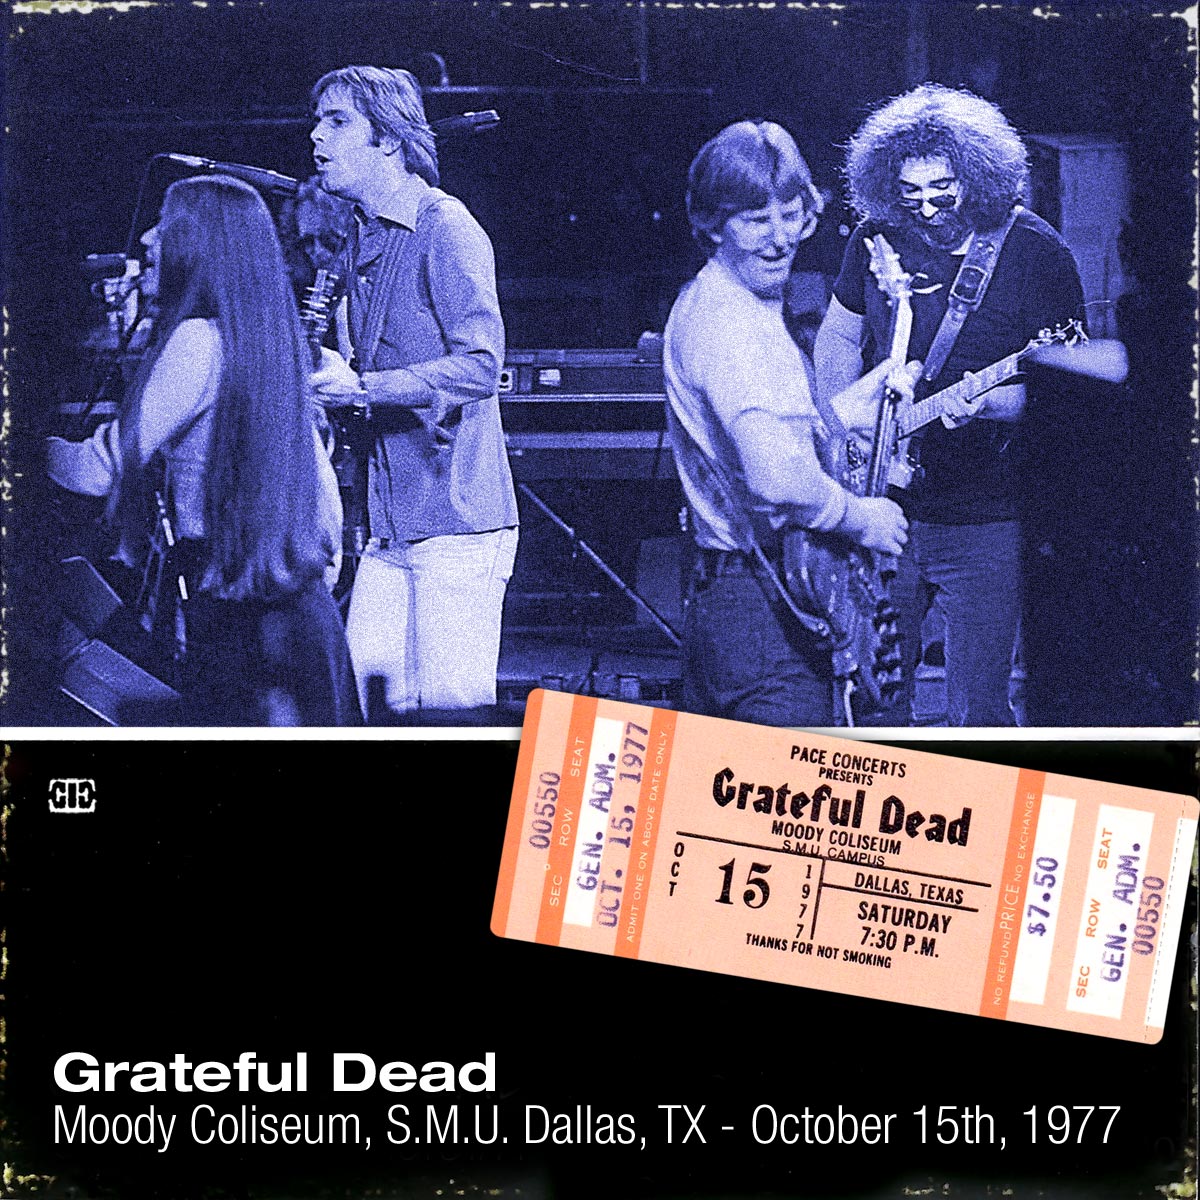 00550
SEC ROW SEAT
GEN. ADM.
OCT. 15, 1977
ADMIT ONE ON ABOVE DATE ONLY.
PACE CONCERTS
PRESENTS
Grateful Dead
MOODY COLISEUM
S.M.U. CAMPUS
OCT
15
1977
DALLAS, TEXAS
SATURDAY
7:30 P.M.
THANKS FOR NOT SMOKING
NO REFUND PRICE NO EXCHANGE
$7.50
SEC ROW SEAT
GEN. ADM.
00550
Grateful Dead
Moody Coliseum, S.M.U. Dallas, TX - October 15th, 1977